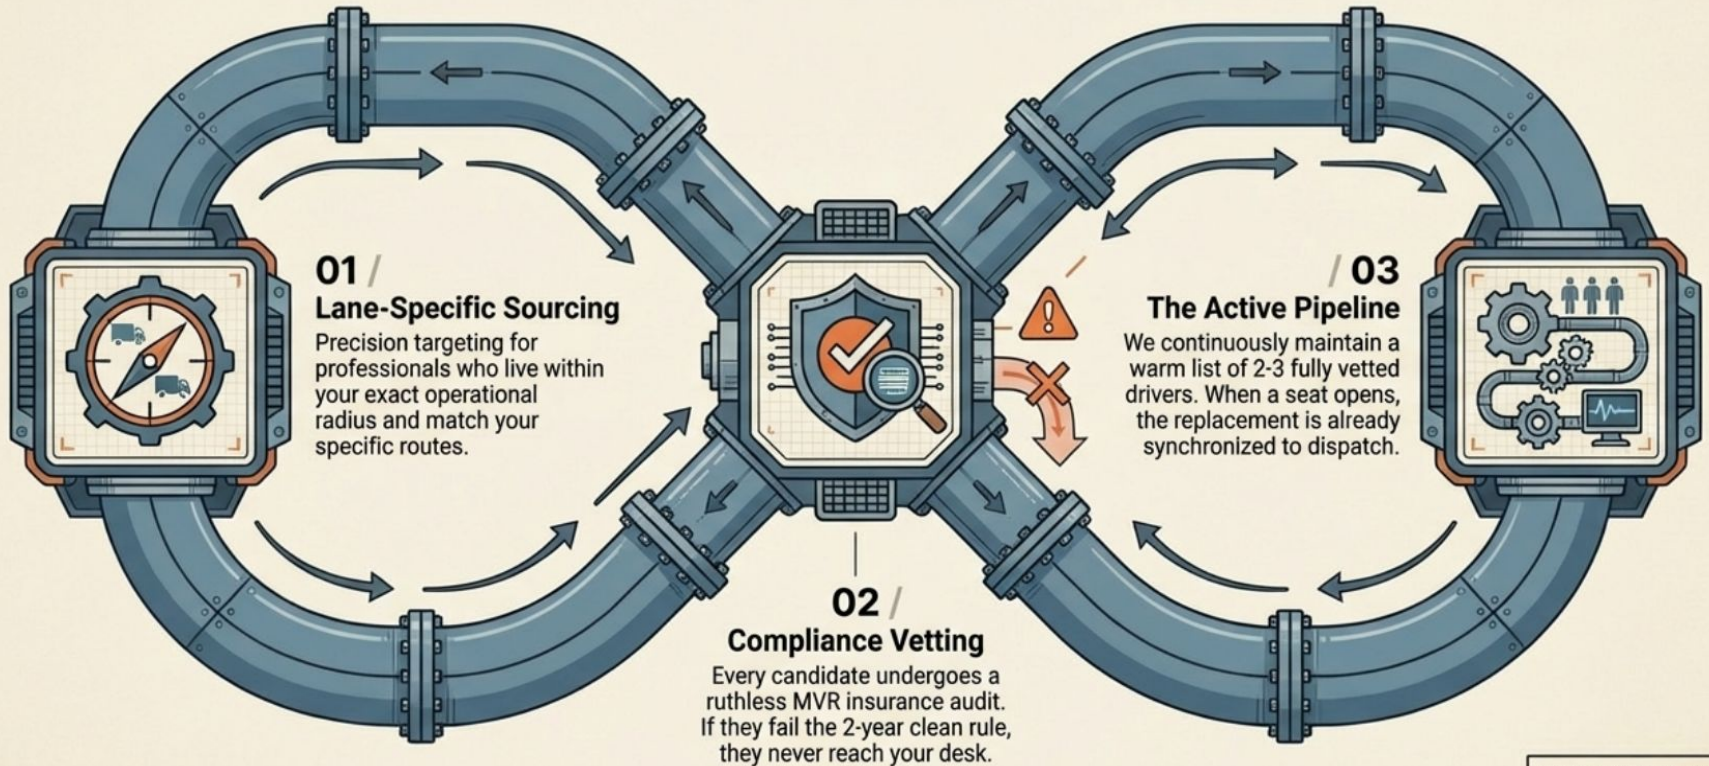 01 /
Lane-Specific Sourcing
Precision targeting for
professionals who live within
your exact operational
radius and match your
specific routes.
02 /
Compliance Vetting
Every candidate undergoes a
ruthless MVR insurance audit.
If they fail the 2-year clean rule,
they never reach your desk.
/ 03
The Active Pipeline
We continuously maintain a
warm list of 2-3 fully vetted
drivers. When a seat opens,
the replacement is already
synchronized to dispatch.